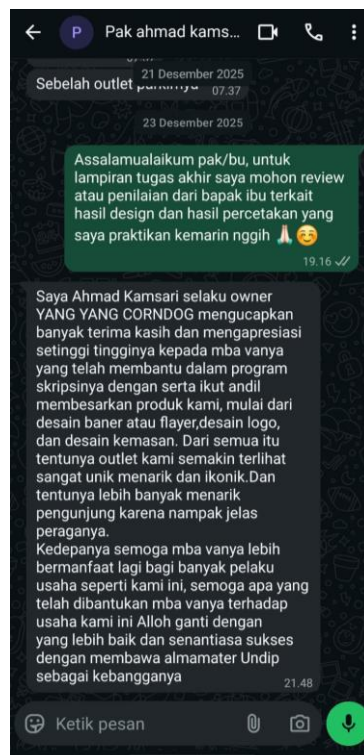 P Pak ahmad kams...
21 Desember 2025
Sebelah outlet parkirnya 07.37
23 Desember 2025
Assalamualaikum pak/bu, untuk
lampiran tugas akhir saya mohon review
atau penilaian dari bapak ibu terkait
hasil design dan hasil percetakan yang
saya praktikan kemarin nggih
19.16
Saya Ahmad Kamsari selaku owner
YANG YANG CORNDOG mengucapkan
banyak terima kasih dan mengapresiasi
setinggi tingginya kepada mba vanya
yang telah membantu dalam program
skripsinya dengan serta ikut andil
membesarkan produk kami, mulai dari
desain baner atau flayer,desain logo,
dan desain kemasan. Dari semua itu
tentunya outlet kami semakin terlihat
sangat unik menarik dan ikonik.Dan
tentunya lebih banyak menarik
pengunjung karena nampak jelas
peraganya.
Kedepanya semoga mba vanya lebih
bermanfaat lagi bagi banyak pelaku
usaha seperti kami ini, semoga apa yang
telah dibantukan mba vanya terhadap
usaha kami ini Alloh ganti dengan
yang lebih baik dan senantiasa sukses
dengan membawa almamater Undip
sebagai kebangganya
21.48
Ketik pesan